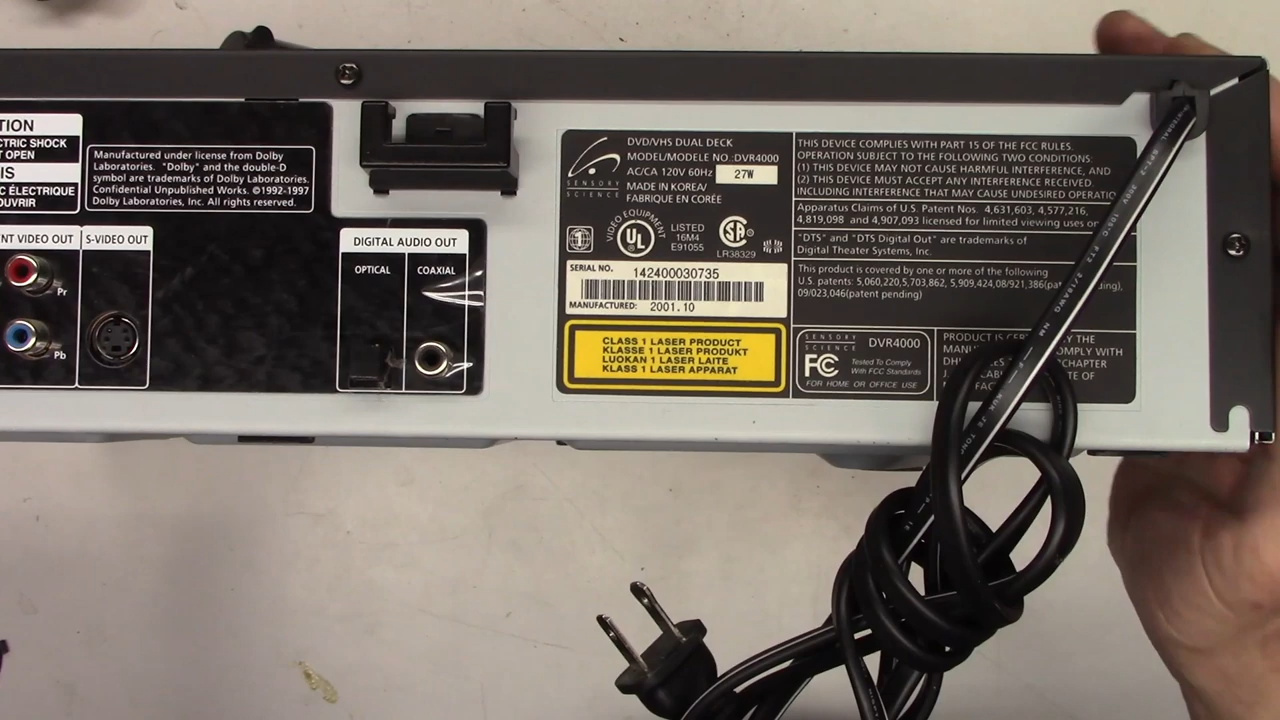 TION
CTRIC SHOCK
T OPEN
IS
C ÉLECTRIQUE
OUVRIR
Manufactured under license from Dolby
Laboratories. "Dolby" and the double-D
symbol are trademarks of Dolby Laboratories.
Confidential Unpublished Works. ©1992-1997
Dolby Laboratories, Inc. All rights reserved.
NT VIDEO OUT
S-VIDEO OUT
Pr
Pb
DIGITAL AUDIO OUT
OPTICAL
COAXIAL
SENSORY
SCIENCE
DVD/VHS DUAL DECK
MODEL/MODELE NO :DVR4000
AC/CA 120V 60Hz 27W
MADE IN KOREA/
FABRIQUE EN CORÉE
VIDEO EQUIPMENT
UL
LISTED
16M4
E91055
LR38329
SERIAL NO. 142400030735
MANUFACTURED: 2001.10
CLASS 1 LASER PRODUCT
KLASSE 1 LASER PRODUKT
LUOKAN 1 LASER LAITE
KLASS 1 LASER APPARAT
THIS DEVICE COMPLIES WITH PART 15 OF THE FCC RULES.
OPERATION SUBJECT TO THE FOLLOWING TWO CONDITIONS:
(1) THIS DEVICE MAY NOT CAUSE HARMFUL INTERFERENCE, AND
(2) THIS DEVICE MUST ACCEPT ANY INTERFERENCE RECEIVED.
INCLUDING INTERFERENCE THAT MAY CAUSE UNDESIRED OPERATIO
Apparatus Claims of U.S. Patent Nos. 4,631,603, 4,577,216,
4,819,098 and 4,907,093 licensed for limited viewing uses
"DTS" and "DTS Digital Out" are trademarks of
Digital Theater Systems, Inc.
This product is covered by one or more of the following
U.S. patents: 5,060,220,5,703,862, 5,909,424,08/921,386(patent pending),
09/023,046(patent pending)
SENSORY
SCIENCE
DVR4000
FC
Tested To Comply
With FCC Standards
FOR HOME OR OFFICE USE
PRODUCT IS THE
MANU COMPLY WITH
DH CHAPTER
J. TE OF